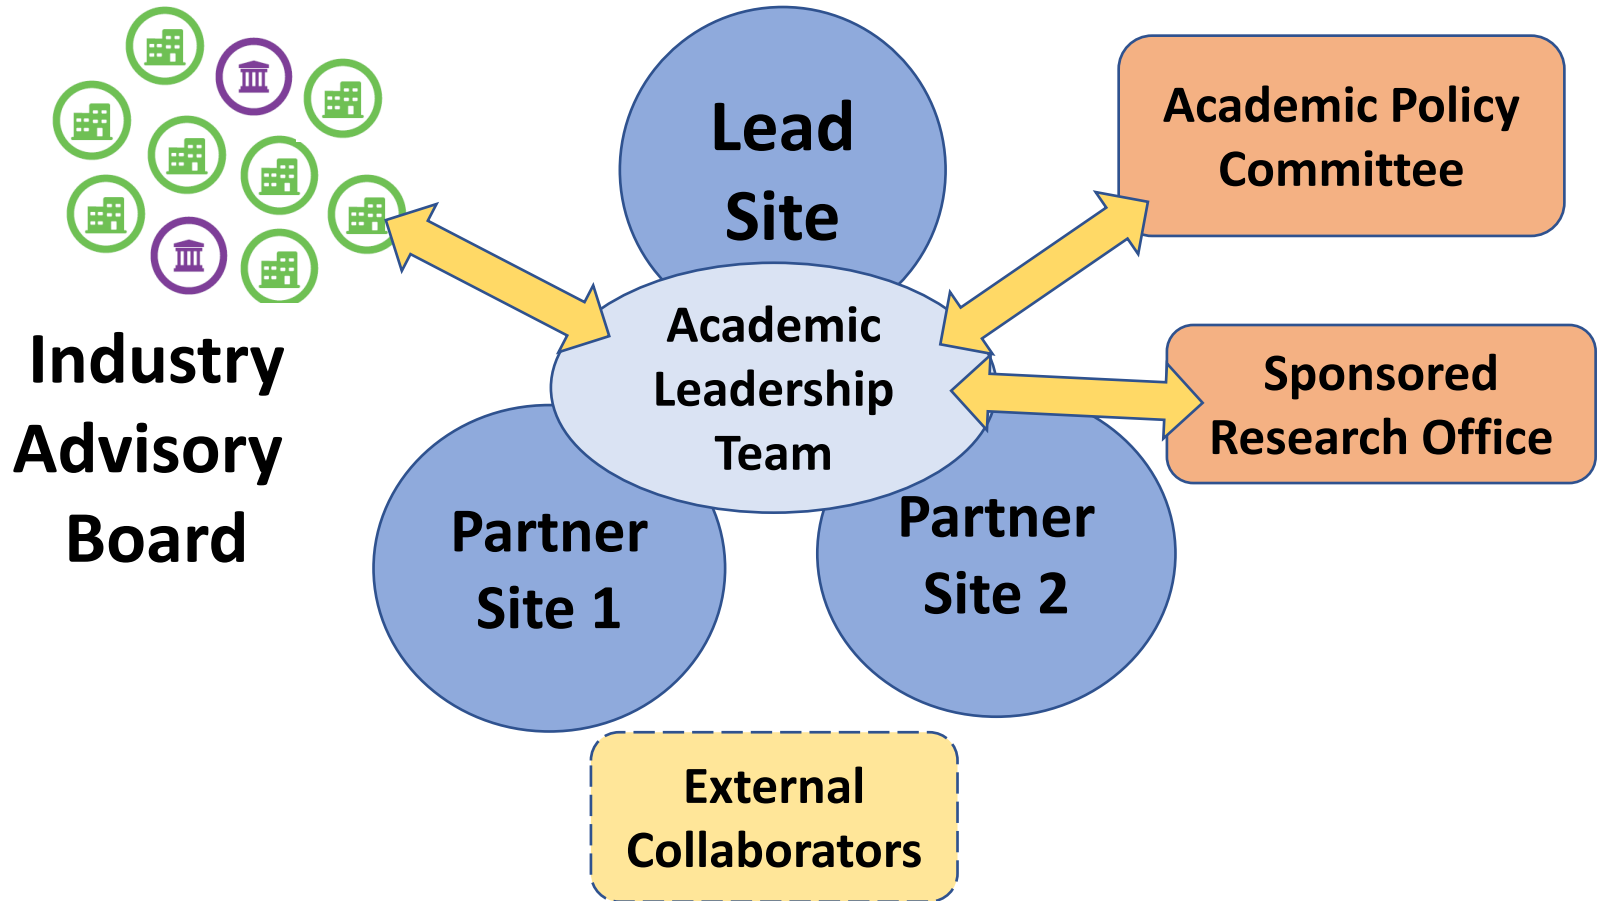 Lead
Site
Academic Policy
Committee
Academic
Leadership
Team
Industry
Advisory
Board
Sponsored
Research Office
Partner
Site 1
Partner
Site 2
External
Collaborators